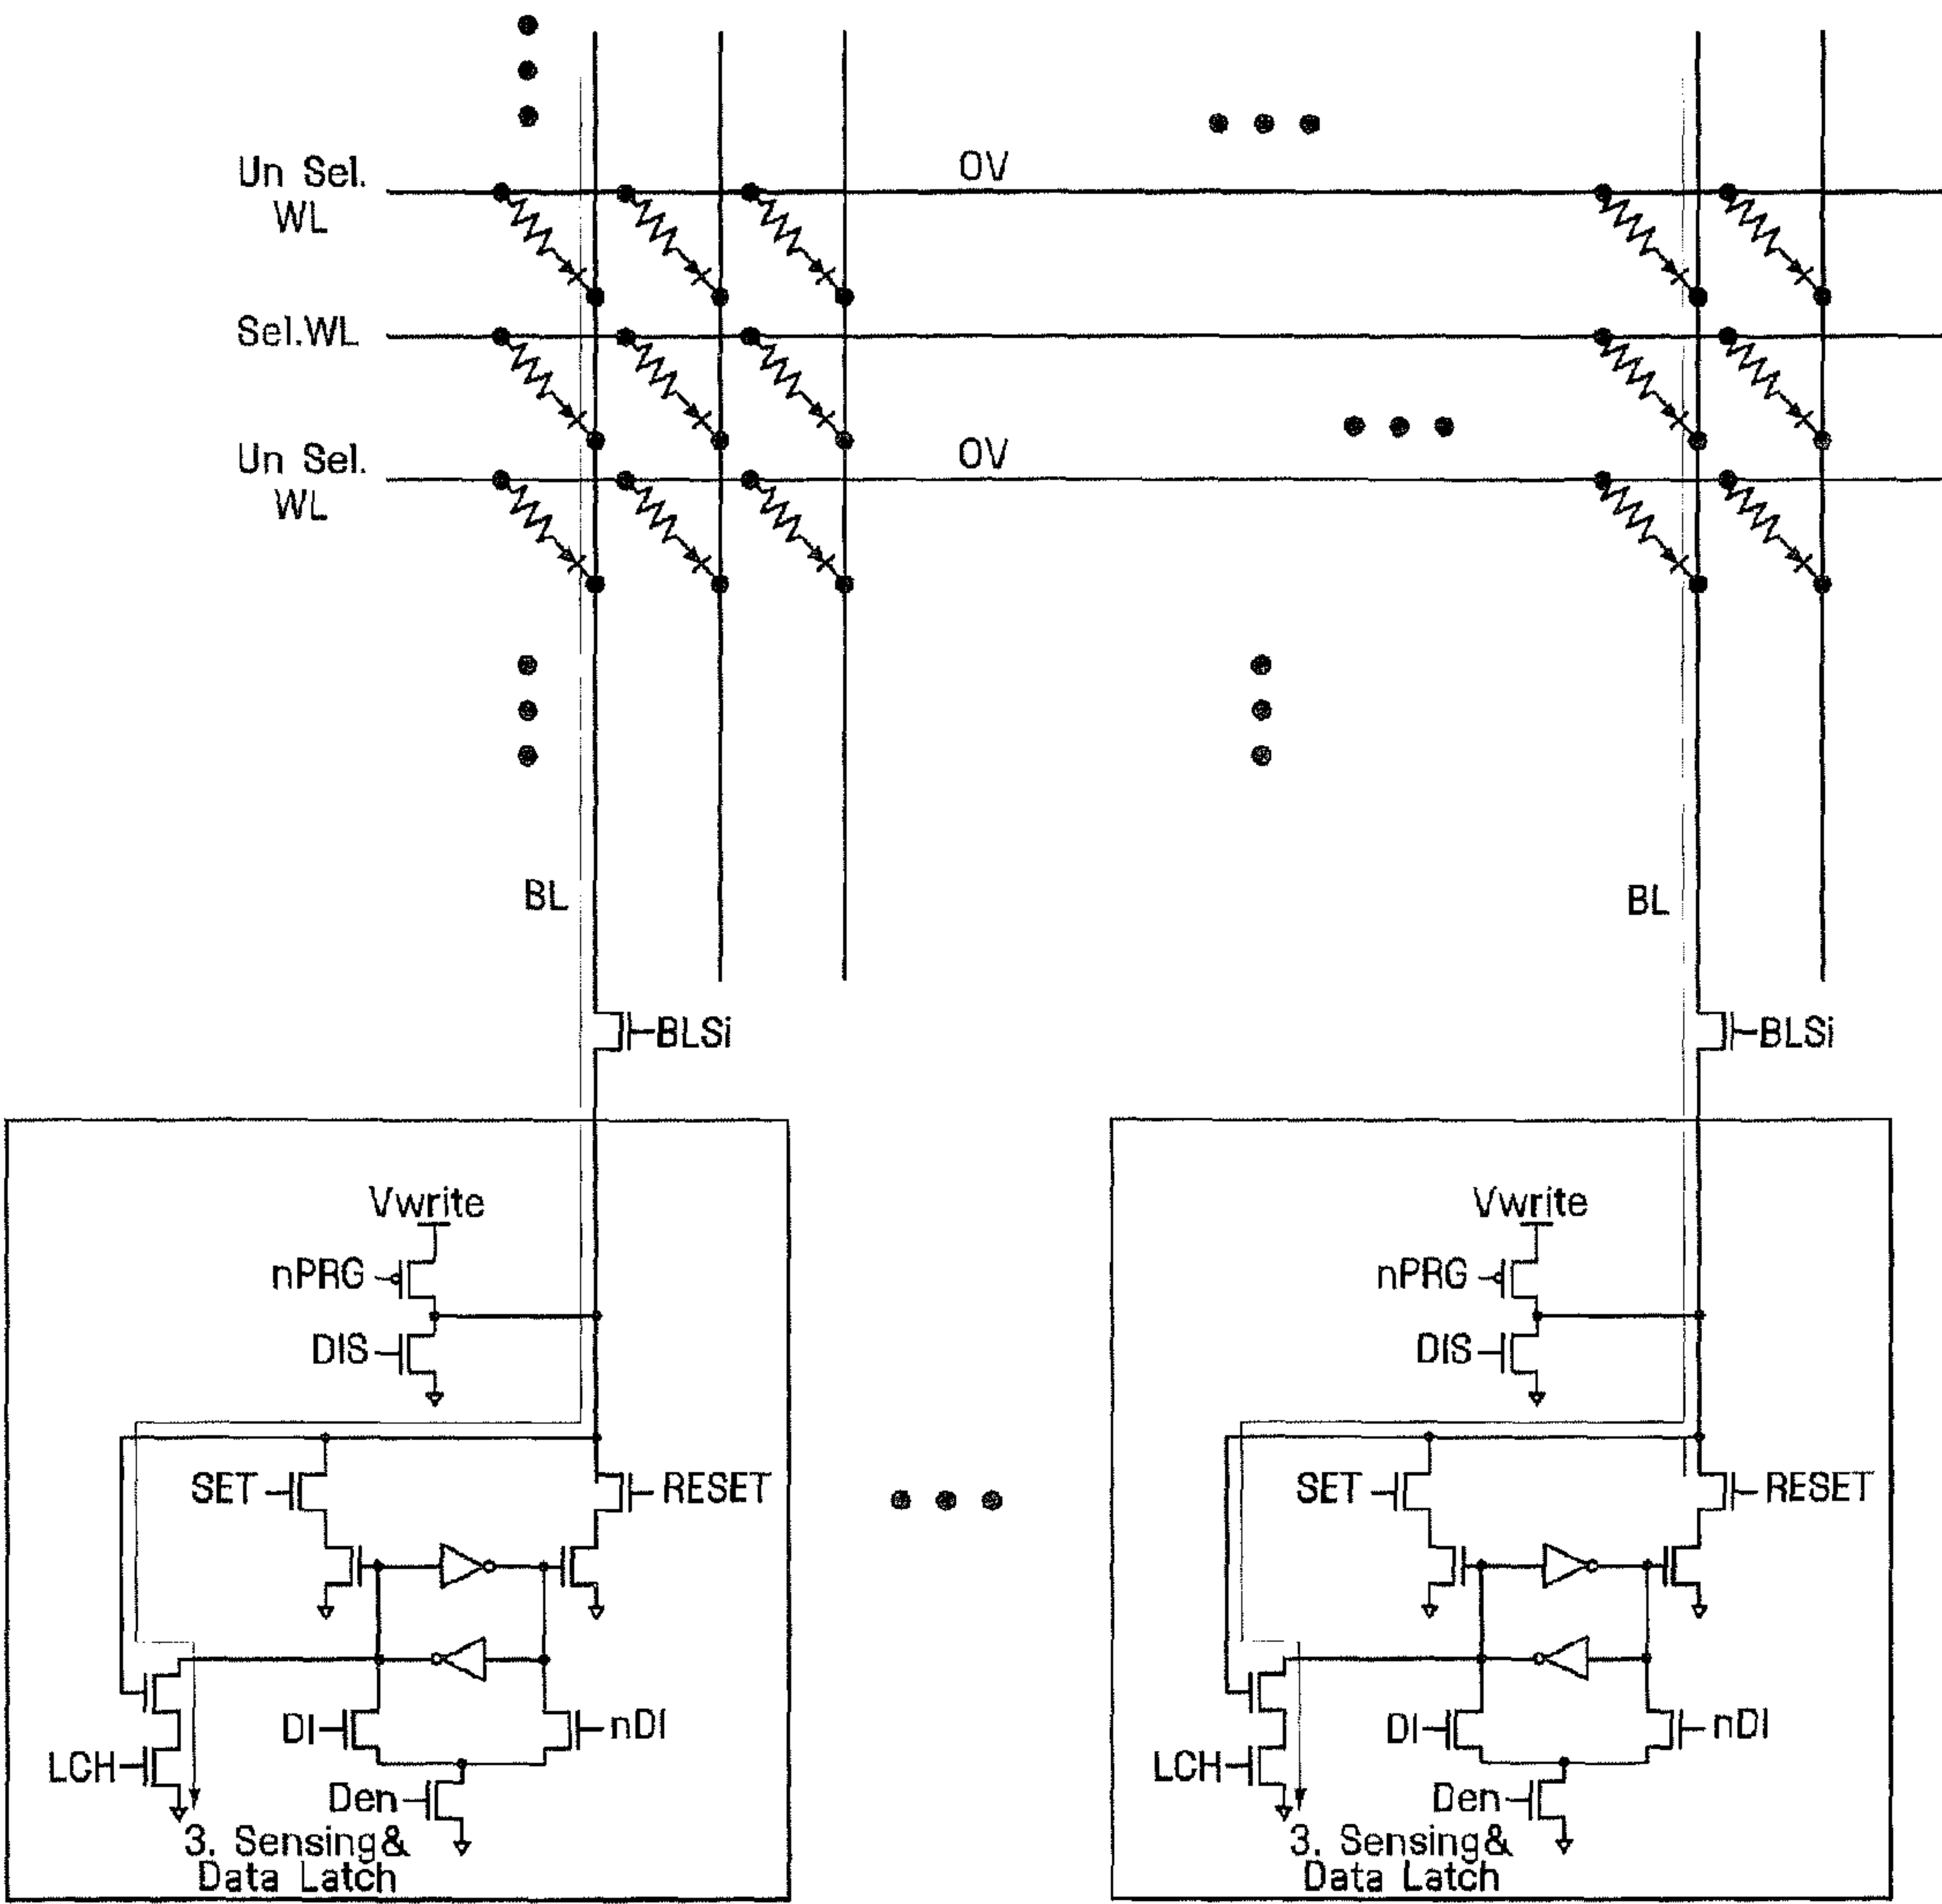 Un Sel.
WL
0V
Sel.WL
Un Sel.
WL
0V
BL
BL
BLSi
BLSi
Vwrite
nPRG
DIS
SET
RESET
DI
nDI
LCH
Den
3. Sensing&
Data Latch
Vwrite
nPRG
DIS
SET
RESET
DI
nDI
LCH
Den
3. Sensing&
Data Latch